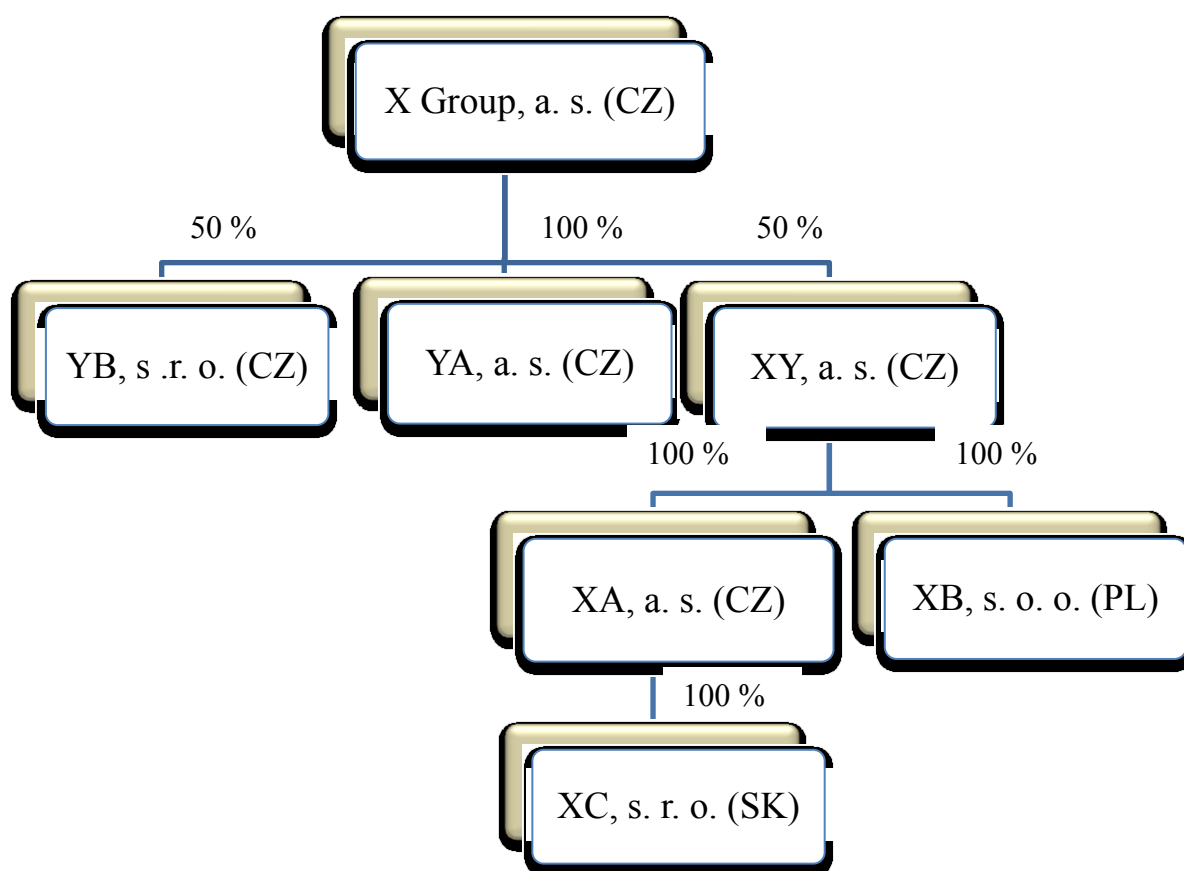 X Group, a. s. (CZ)
50 %
100 %
50 %
YB, s .r. o. (CZ)
YA, a. s. (CZ)
XY, a. s. (CZ)
100 %
100 %
XA, a. s. (CZ)
XB, s. o. o. (PL)
100 %
XC, s. r. o. (SK)